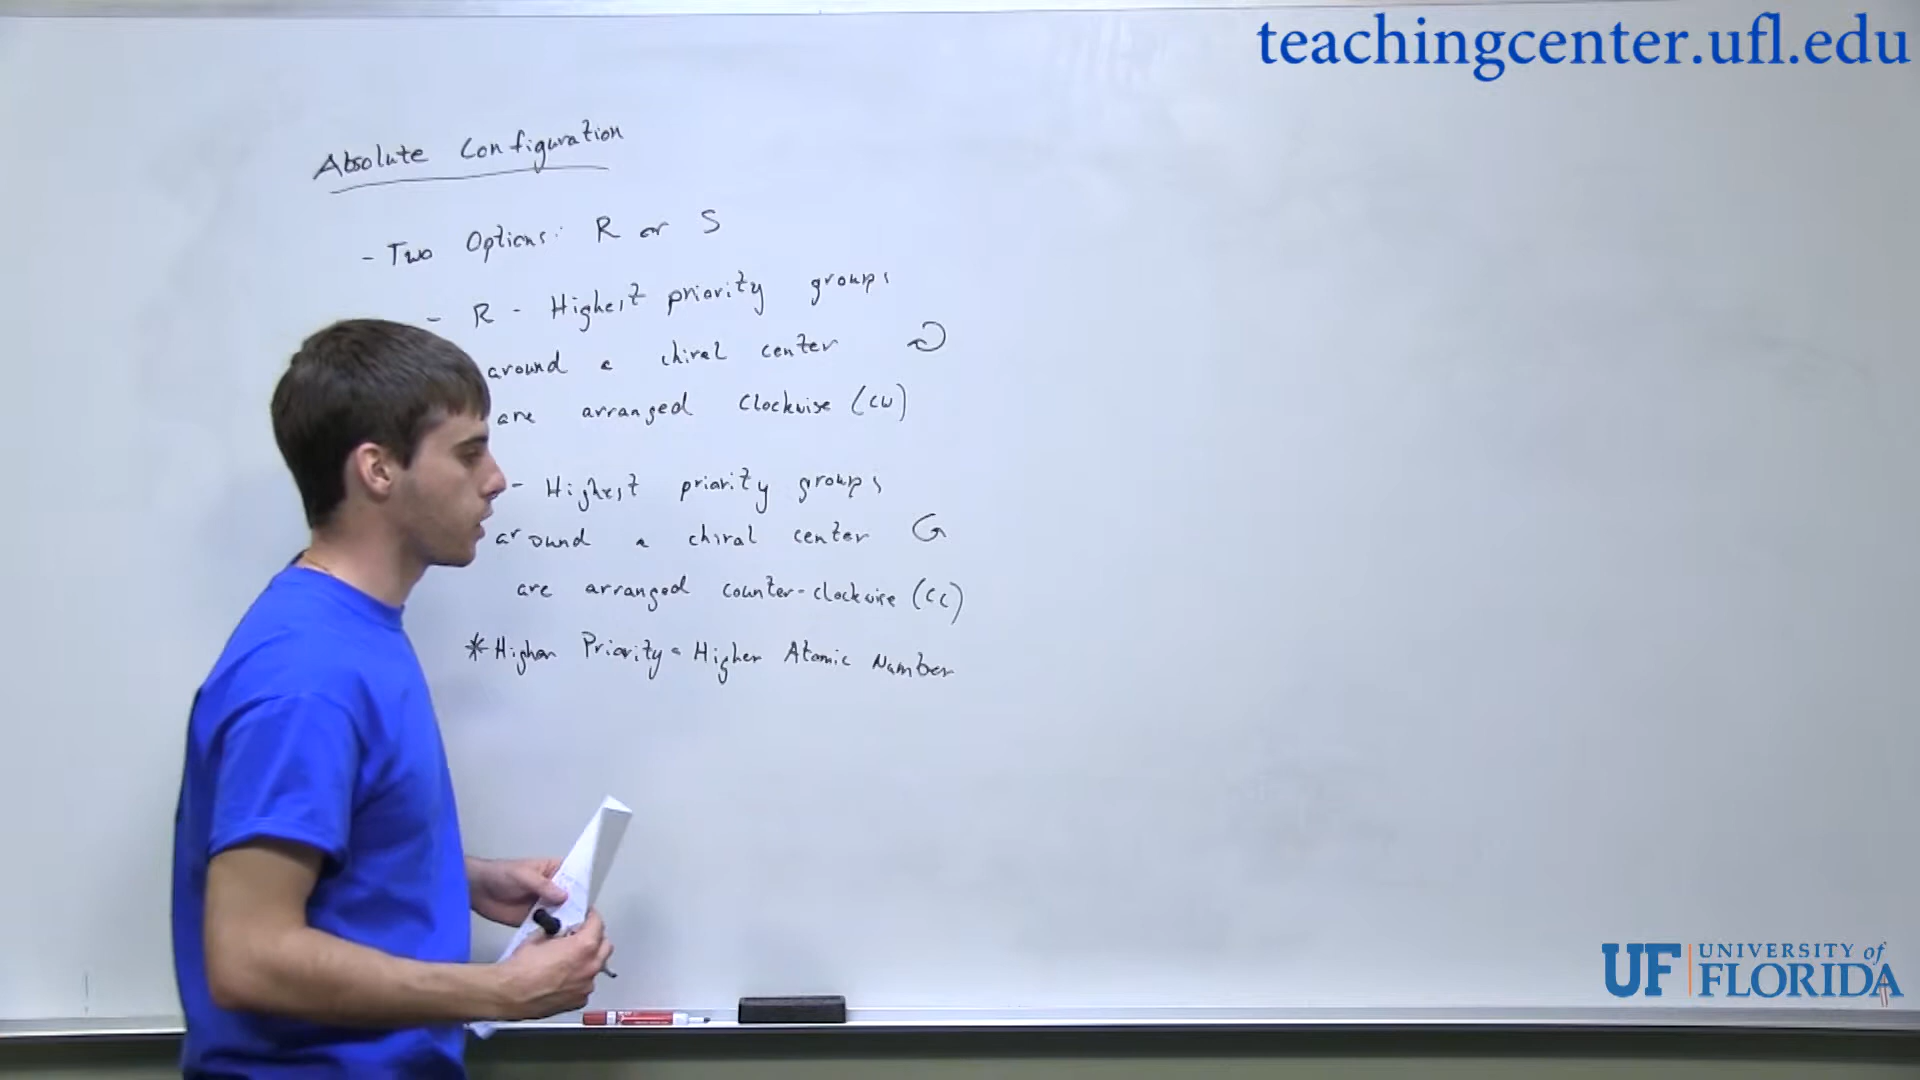 teachingcenter.ufl.edu
Absolute Configuration
- Two Options: R or S
- R - Highest priority groups
around a chiral center
are arranged clockwise (cw)
- Highest priority groups
around a chiral center
are arranged counter-clockwise (cc)
* Higher Priority = Higher Atomic Number
UF UNIVERSITY of
FLORIDA